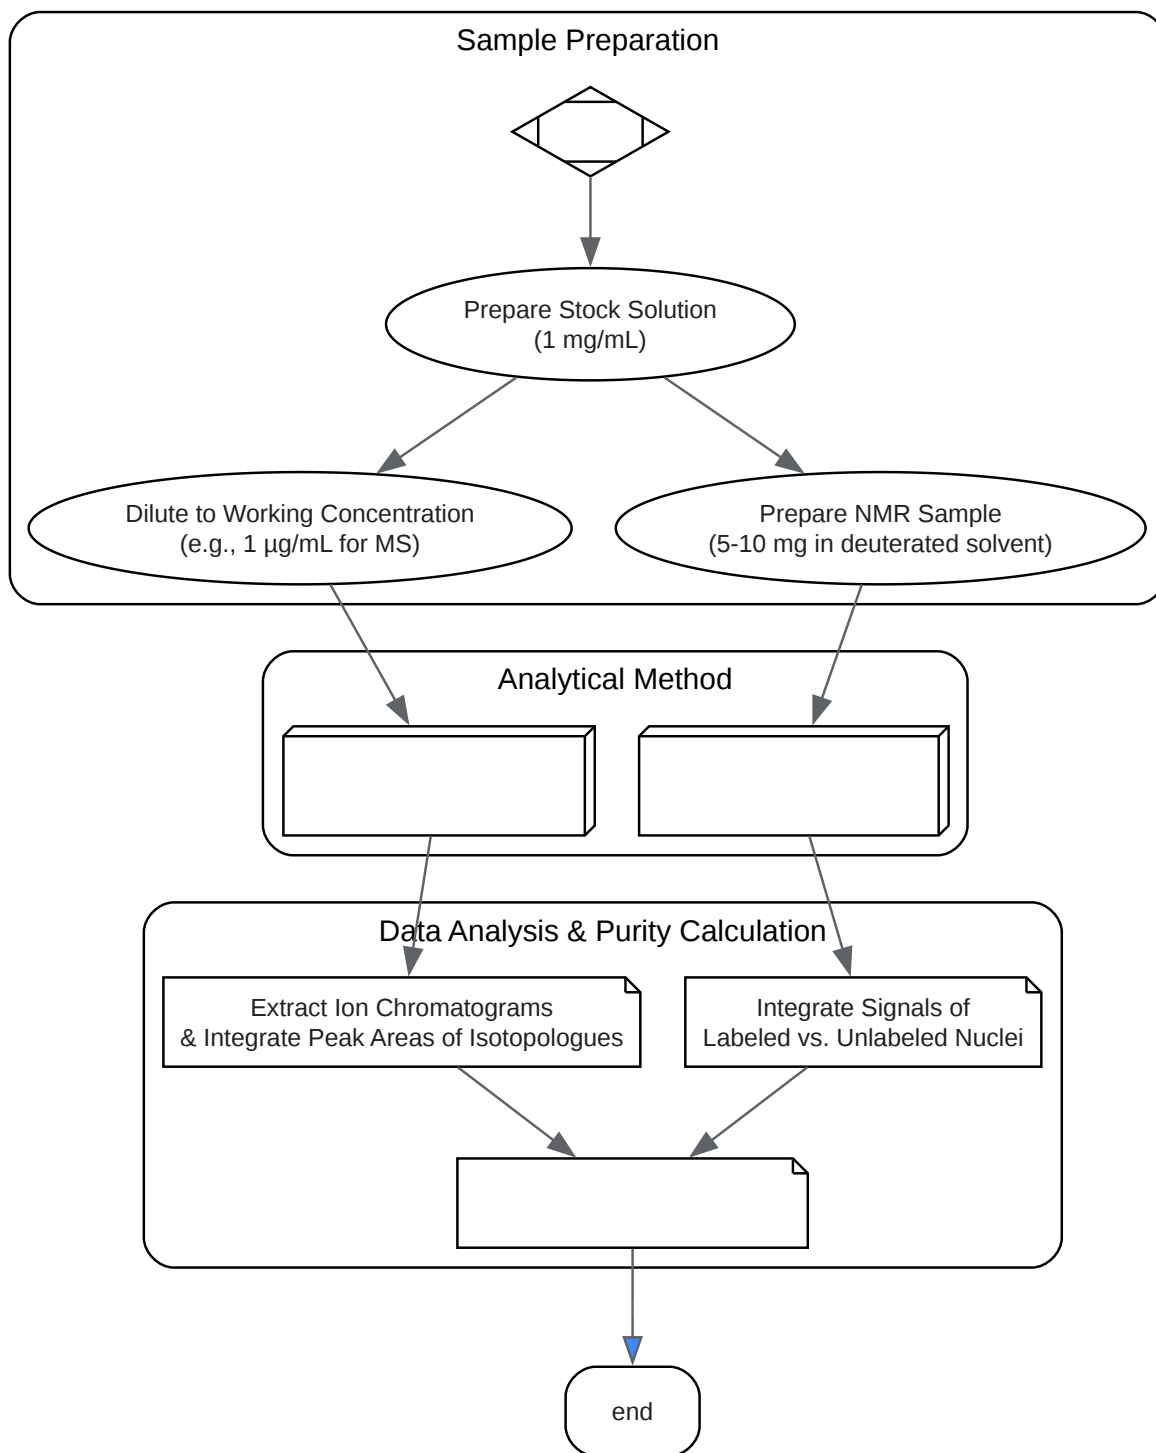 Sample Preparation
Prepare Stock Solution
(1 mg/mL)
Dilute to Working Concentration
(e.g., 1 µg/mL for MS)
Prepare NMR Sample
(5-10 mg in deuterated solvent)
Analytical Method
Data Analysis & Purity Calculation
Extract Ion Chromatograms
& Integrate Peak Areas of Isotopologues
Integrate Signals of
Labeled vs. Unlabeled Nuclei
end